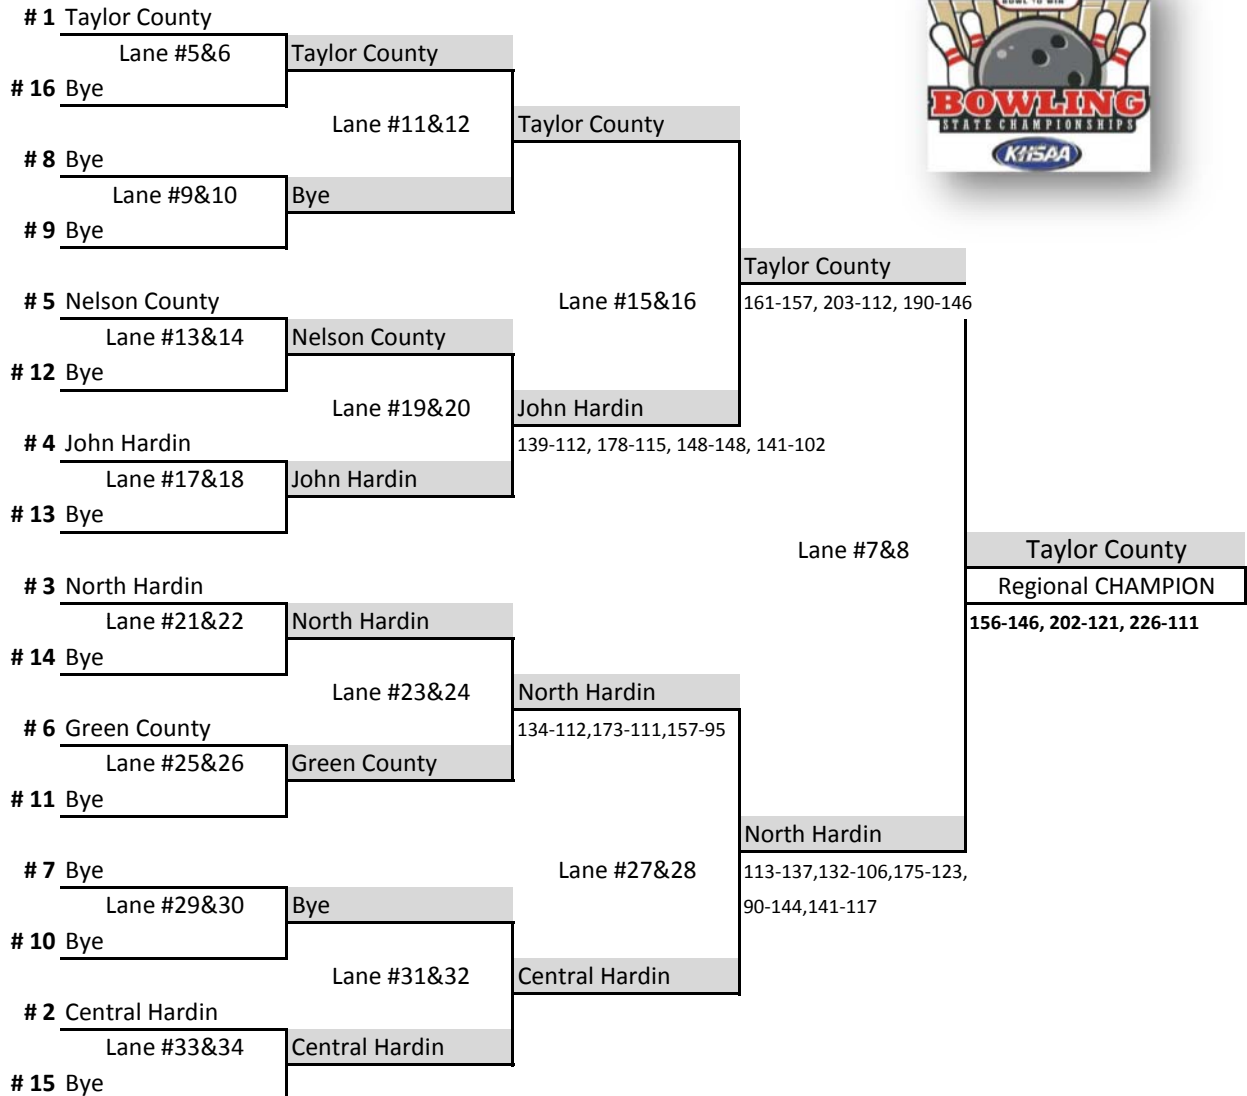 # 1 Taylor County
Lane #5&6
Taylor County
# 16 Bye
Lane #11&12
Taylor County
# 8 Bye
Lane #9&10
Bye
# 9 Bye
Taylor County
# 5 Nelson County
Lane #15&16
161-157, 203-112, 190-146
Lane #13&14
Nelson County
# 12 Bye
Lane #19&20
John Hardin
# 4 John Hardin
139-112, 178-115, 148-148, 141-102
Lane #17&18
John Hardin
# 13 Bye
Lane #7&8
Taylor County
# 3 North Hardin
Regional CHAMPION
Lane #21&22
North Hardin
156-146, 202-121, 226-111
# 14 Bye
Lane #23&24
North Hardin
# 6 Green County
134-112,173-111,157-95
Lane #25&26
Green County
# 11 Bye
North Hardin
# 7 Bye
Lane #27&28
113-137,132-106,175-123,
Lane #29&30
Bye
90-144,141-117
# 10 Bye
Lane #31&32
Central Hardin
# 2 Central Hardin
Lane #33&34
Central Hardin
# 15 Bye
BOWLING
STATE CHAMPIONSHIPS
KHSAA